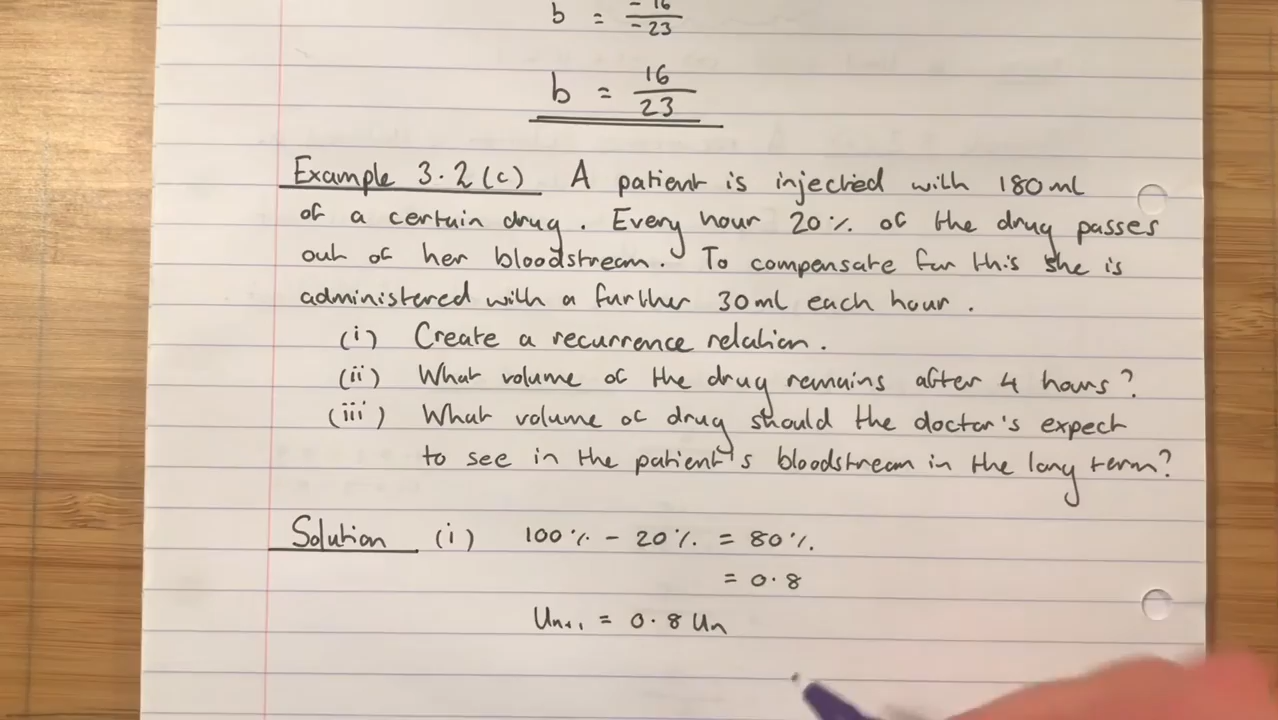 b = -16/-23
b = 16/23
Example 3.2(c) A patient is injected with 180ml
of a certain drug. Every hour 20% of the drug passes
out of her bloodstream. To compensate for this she is
administered with a further 30ml each hour.
(i) Create a recurrence relation.
(ii) What volume of the drug remains after 4 hours?
(iii) What volume of drug should the doctor's expect
to see in the patient's bloodstream in the long term?
Solution (i) 100% - 20% = 80%.
= 0.8
Un+1 = 0.8 Un